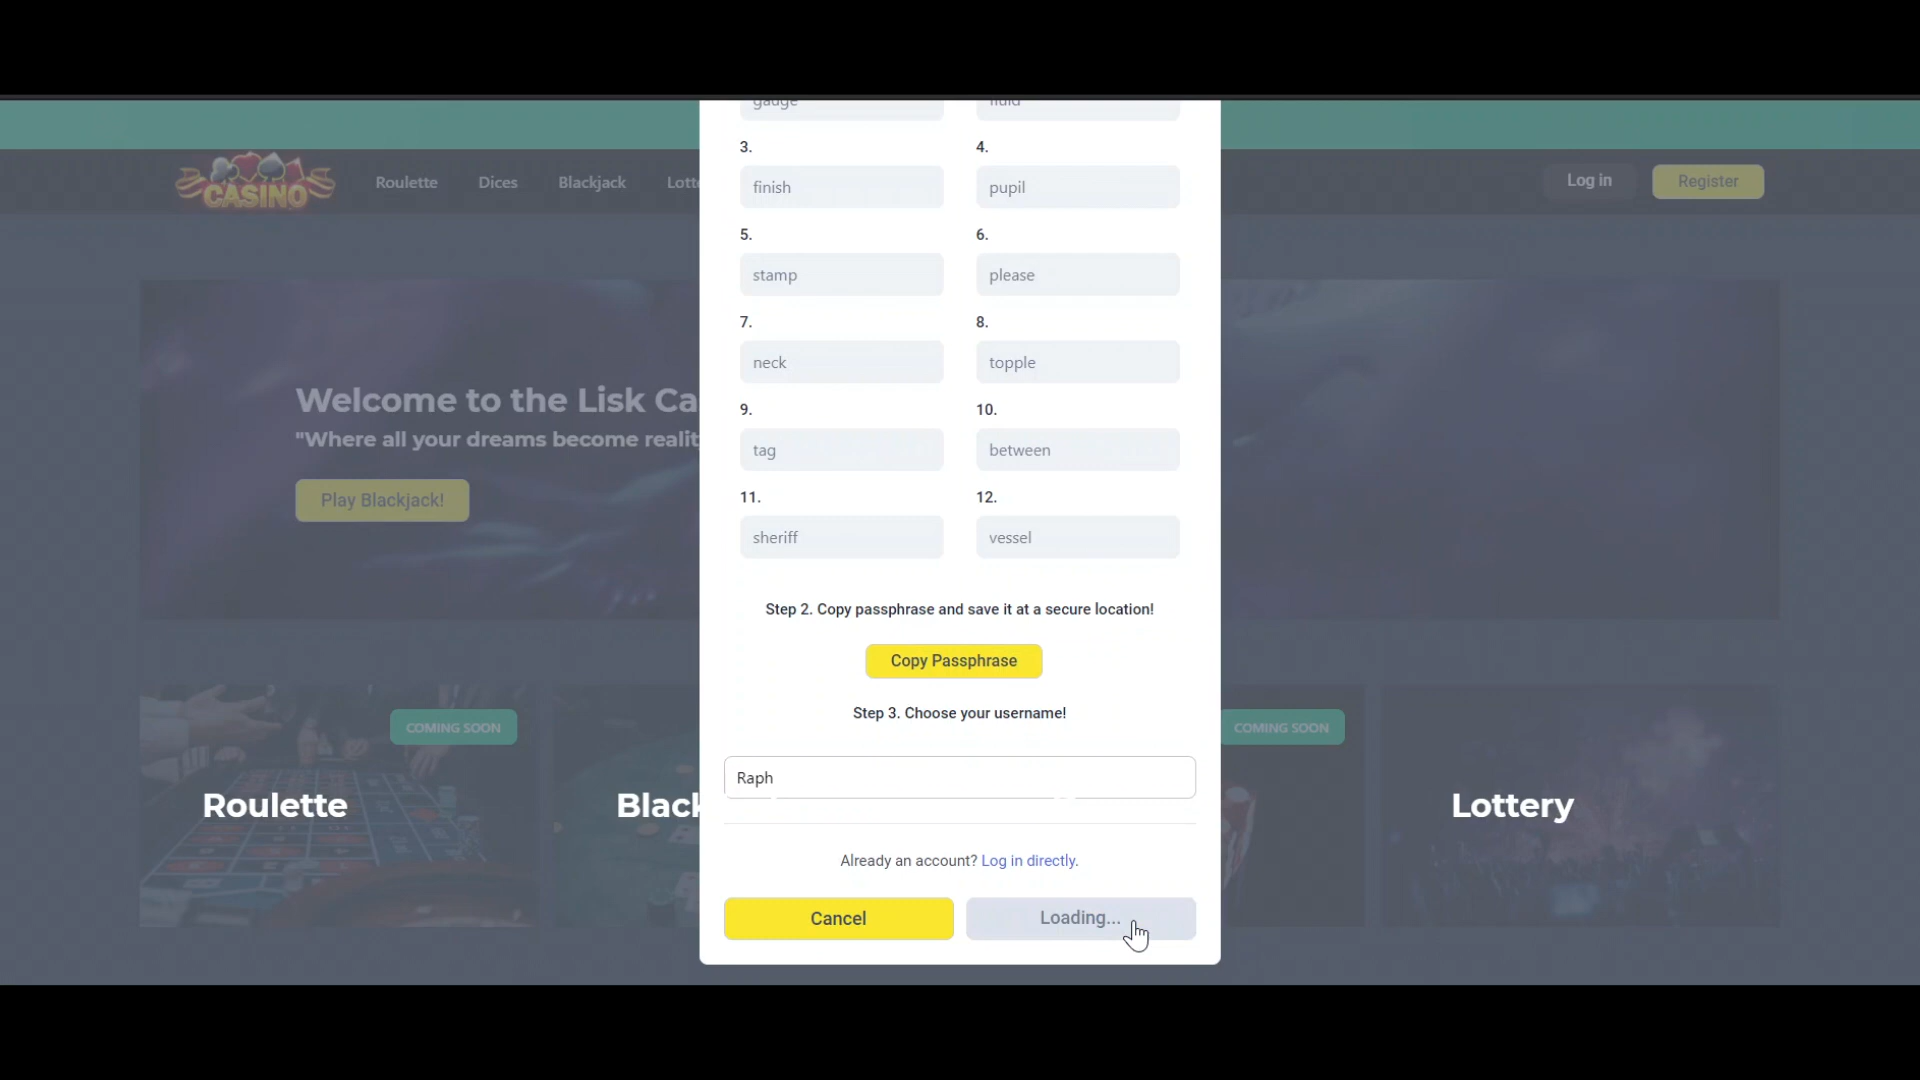 gauge fluid
3. 4.
finish pupil
CASINO Roulette Dices Blackjack Log in Register
5. 6.
stamp please
7. 8.
neck topple
Welcome to the Lisk
"Where all your dreams become
9. 10.
tag between
Play Blackjack!
11. 12.
sheriff vessel
Step 2. Copy passphrase and save it at a secure location!
Copy Passphrase
Step 3. Choose your username!
COMING SOON COMING SOON
Raph
Roulette Lottery
Already an account? Log in directly.
Cancel Loading...